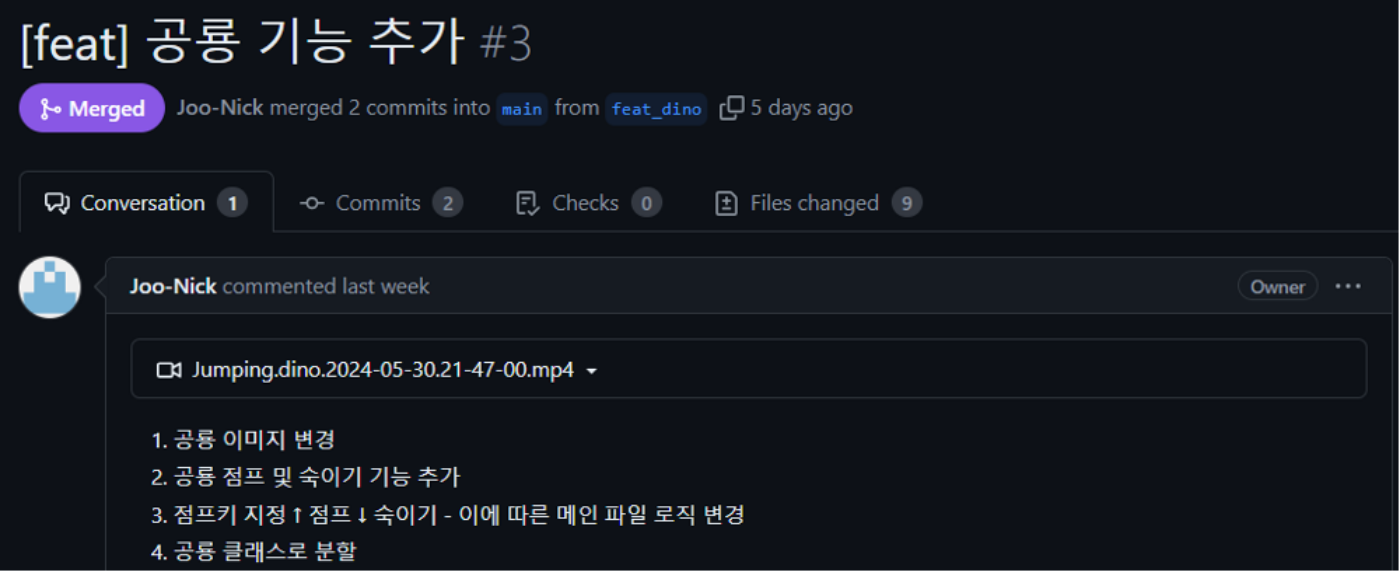 [feat] 공룡 기능 추가 #3
Merged Joo-Nick merged 2 commits into main from feat_dino 5 days ago
Conversation 1 Commits 2 Checks 0 Files changed 9
Joo-Nick commented last week Owner
Jumping.dino.2024-05-30.21-47-00.mp4
1. 공룡 이미지 변경
2. 공룡 점프 및 숙이기 기능 추가
3. 점프키 지정 ↑ 점프 ↓ 숙이기 - 이에 따른 메인 파일 로직 변경
4. 공룡 클래스로 분할